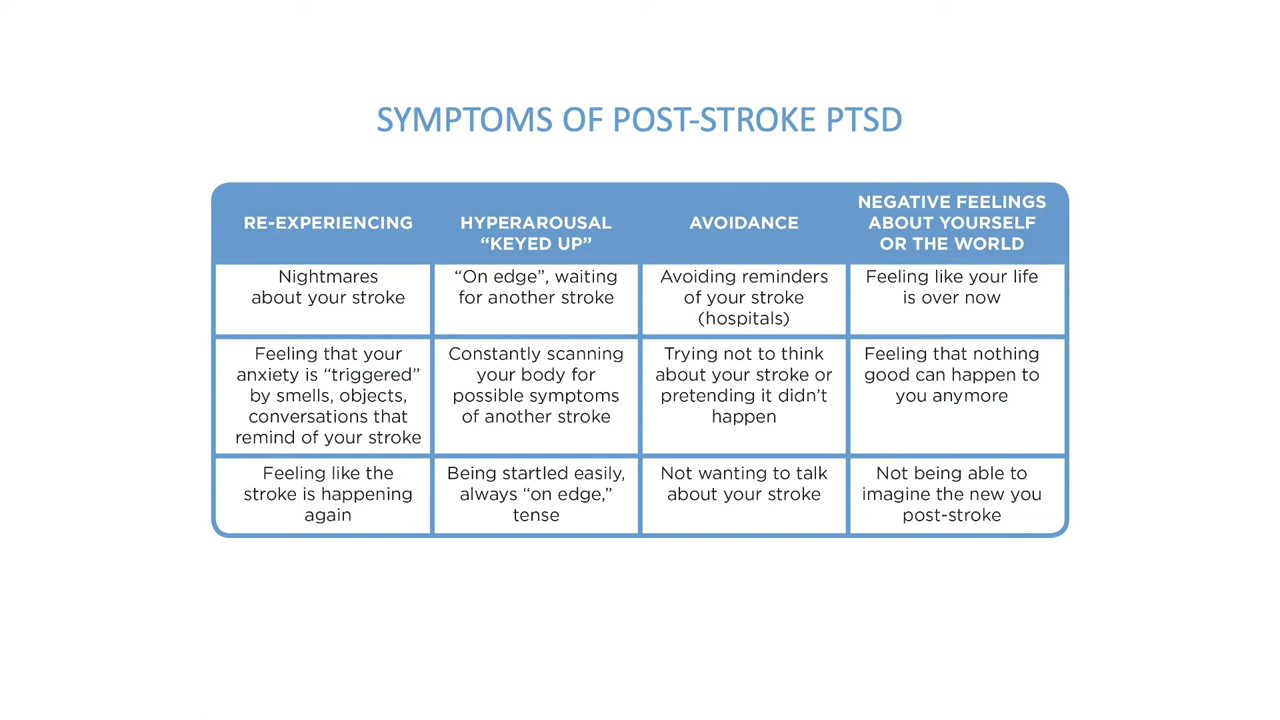 SYMPTOMS OF POST-STROKE PTSD
RE-EXPERIENCING
HYPERAROUSAL
“KEYED UP”
AVOIDANCE
NEGATIVE FEELINGS
ABOUT YOURSELF
OR THE WORLD
Nightmares
about your stroke
“On edge”, waiting
for another stroke
Avoiding reminders
of your stroke
(hospitals)
Feeling like your life
is over now
Feeling that your
anxiety is “triggered”
by smells, objects,
conversations that
remind of your stroke
Constantly scanning
your body for
possible symptoms
of another stroke
Trying not to think
about your stroke or
pretending it didn’t
happen
Feeling that nothing
good can happen to
you anymore
Feeling like the
stroke is happening
again
Being startled easily,
always “on edge,”
tense
Not wanting to talk
about your stroke
Not being able to
imagine the new you
post-stroke